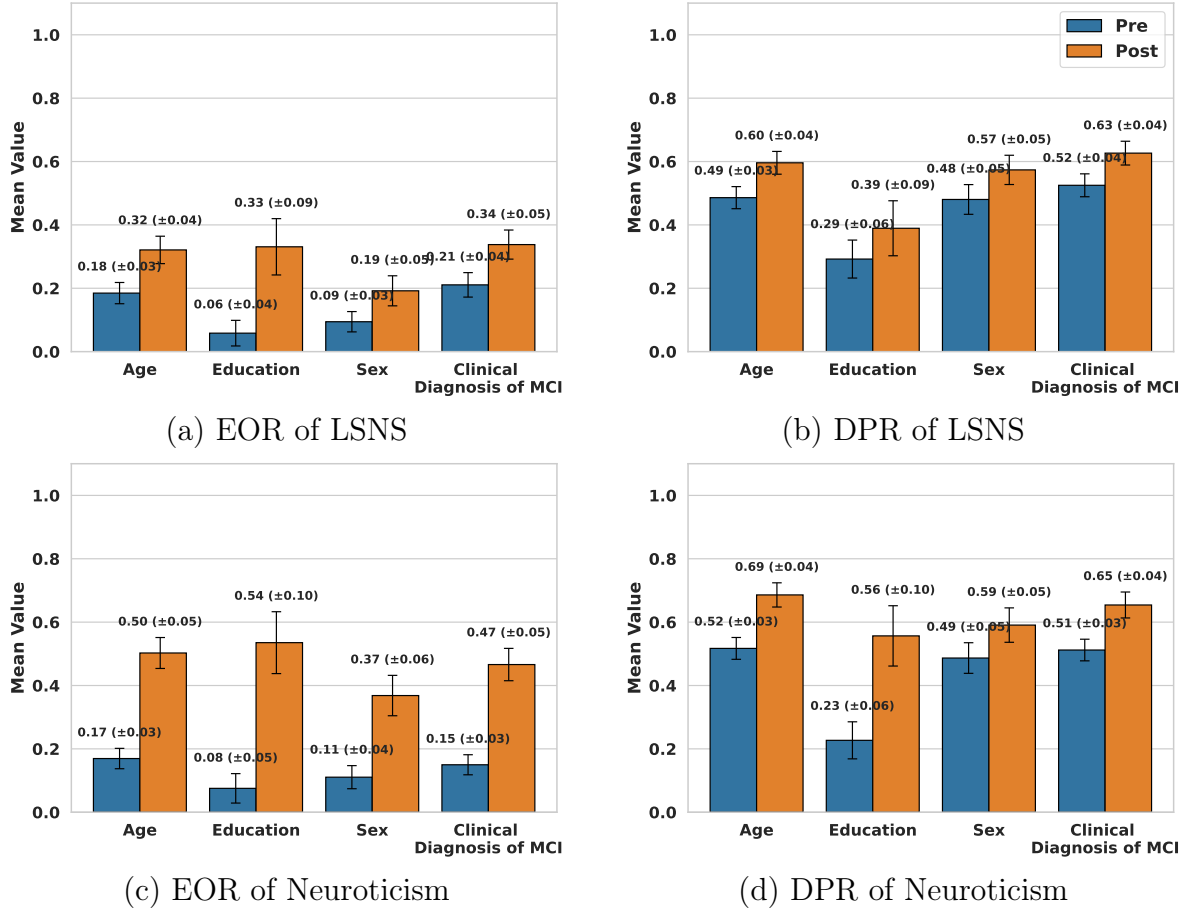 1.0
0.8
0.6
0.4
0.2
0.0
Mean Value
0.18 (±0.03)
0.32 (±0.04)
0.06 (±0.04)
0.33 (±0.09)
0.09 (±0.03)
0.19 (±0.05)
0.21 (±0.04)
0.34 (±0.05)
Age
Education
Sex
Clinical
Diagnosis of MCI
(a) EOR of LSNS
Pre
Post
1.0
0.8
0.6
0.4
0.2
0.0
Mean Value
0.49 (±0.03)
0.60 (±0.04)
0.29 (±0.06)
0.39 (±0.09)
0.48 (±0.05)
0.57 (±0.05)
0.52 (±0.04)
0.63 (±0.04)
Age
Education
Sex
Clinical
Diagnosis of MCI
(b) DPR of LSNS
1.0
0.8
0.6
0.4
0.2
0.0
Mean Value
0.17 (±0.03)
0.50 (±0.05)
0.08 (±0.05)
0.54 (±0.10)
0.11 (±0.04)
0.37 (±0.06)
0.15 (±0.03)
0.47 (±0.05)
Age
Education
Sex
Clinical
Diagnosis of MCI
(c) EOR of Neuroticism
1.0
0.8
0.6
0.4
0.2
0.0
Mean Value
0.52 (±0.03)
0.69 (±0.04)
0.23 (±0.06)
0.56 (±0.10)
0.49 (±0.05)
0.59 (±0.05)
0.51 (±0.03)
0.65 (±0.04)
Age
Education
Sex
Clinical
Diagnosis of MCI
(d) DPR of Neuroticism